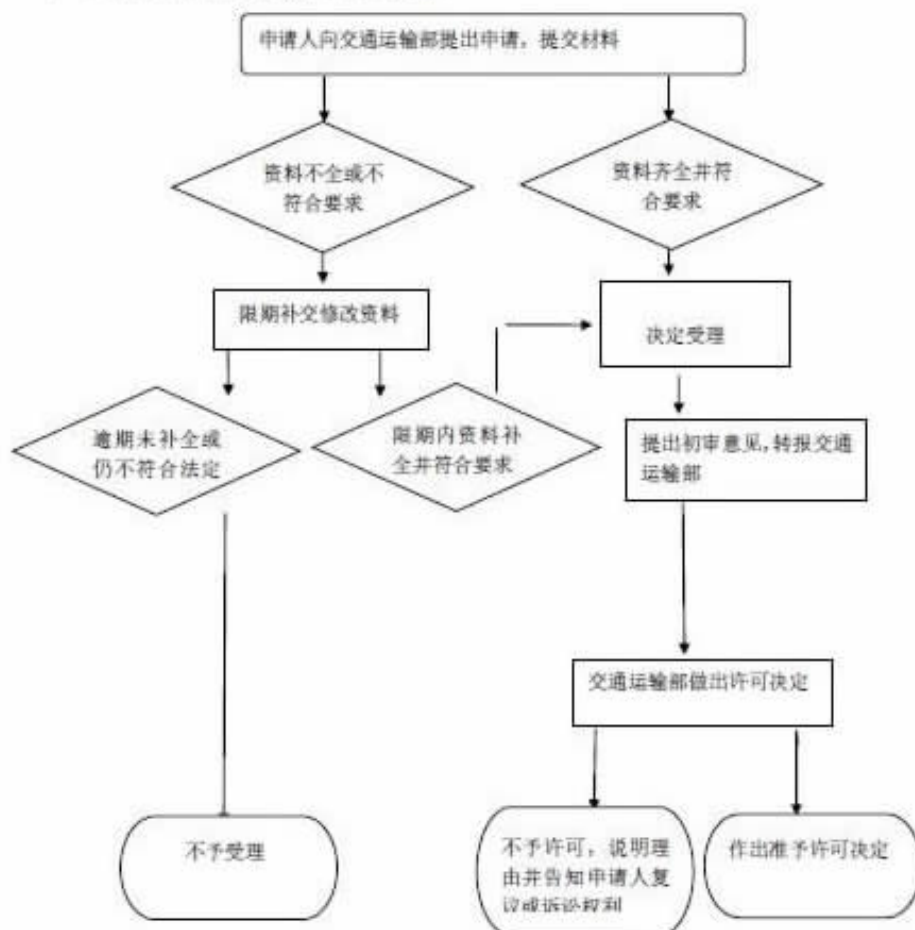 申请人向交通运输部提出申请，提交材料
资料不全或不
符合要求
资料齐全并符
合要求
限期补交修改资料
决定受理
逾期未补全或
仍不符合法定
限期内资料补
全并符合要求
提出初审意见,转报交通
运输部
交通运输部做出许可决定
不予受理
不予许可，说明理
由并告知申请人复
议或诉讼权利
作出准予许可决定